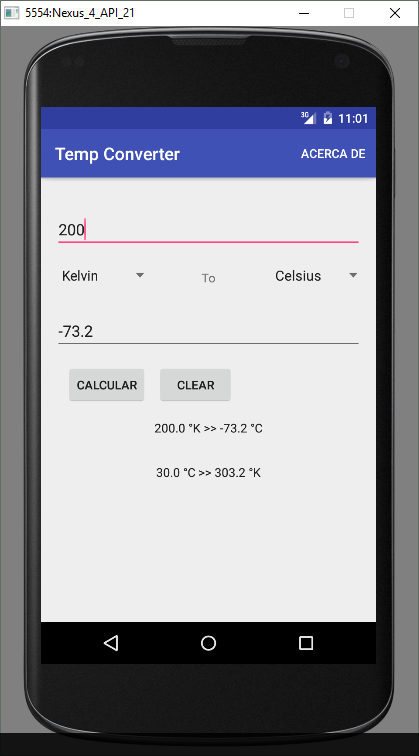 5554:Nexus_4_API_21
3G 11:01
Temp Converter ACERCA DE
200
Kelvin To Celsius
-73.2
CALCULAR CLEAR
200.0 °K >> -73.2 °C
30.0 °C >> 303.2 °K